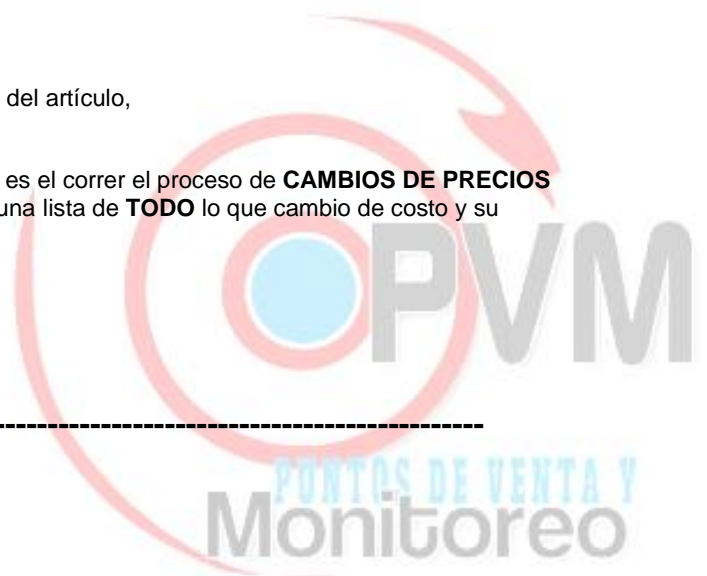 del artículo,
es el correr el proceso de CAMBIOS DE PRECIOS
una lista de TODO lo que cambio de costo y su
PVM
----------------------------------------------
PUNTOS DE VENTA Y
Monitoreo